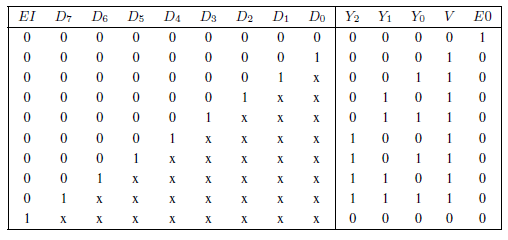 EI D7 D6 D5 D4 D3 D2 D1 D0 Y2 Y1 Y0 V E0
0 0 0 0 0 0 0 0 0 0 0 0 0 1
0 0 0 0 0 0 0 0 1 0 0 0 1 0
0 0 0 0 0 0 0 1 x 0 0 1 1 0
0 0 0 0 0 0 1 x x 0 1 0 1 0
0 0 0 0 0 1 x x x 0 1 1 1 0
0 0 0 0 1 x x x x 1 0 0 1 0
0 0 0 1 x x x x x 1 0 1 1 0
0 0 1 x x x x x x 1 1 0 1 0
0 1 x x x x x x x 1 1 1 1 0
1 x x x x x x x x 0 0 0 0 0